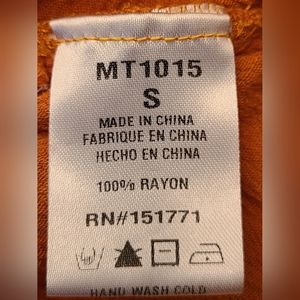 MT1015
S
MADE IN CHINA
FABRIQUE EN CHINA
HECHO EN CHINA
100% RAYON
RN#151771
HAND WASH COLD